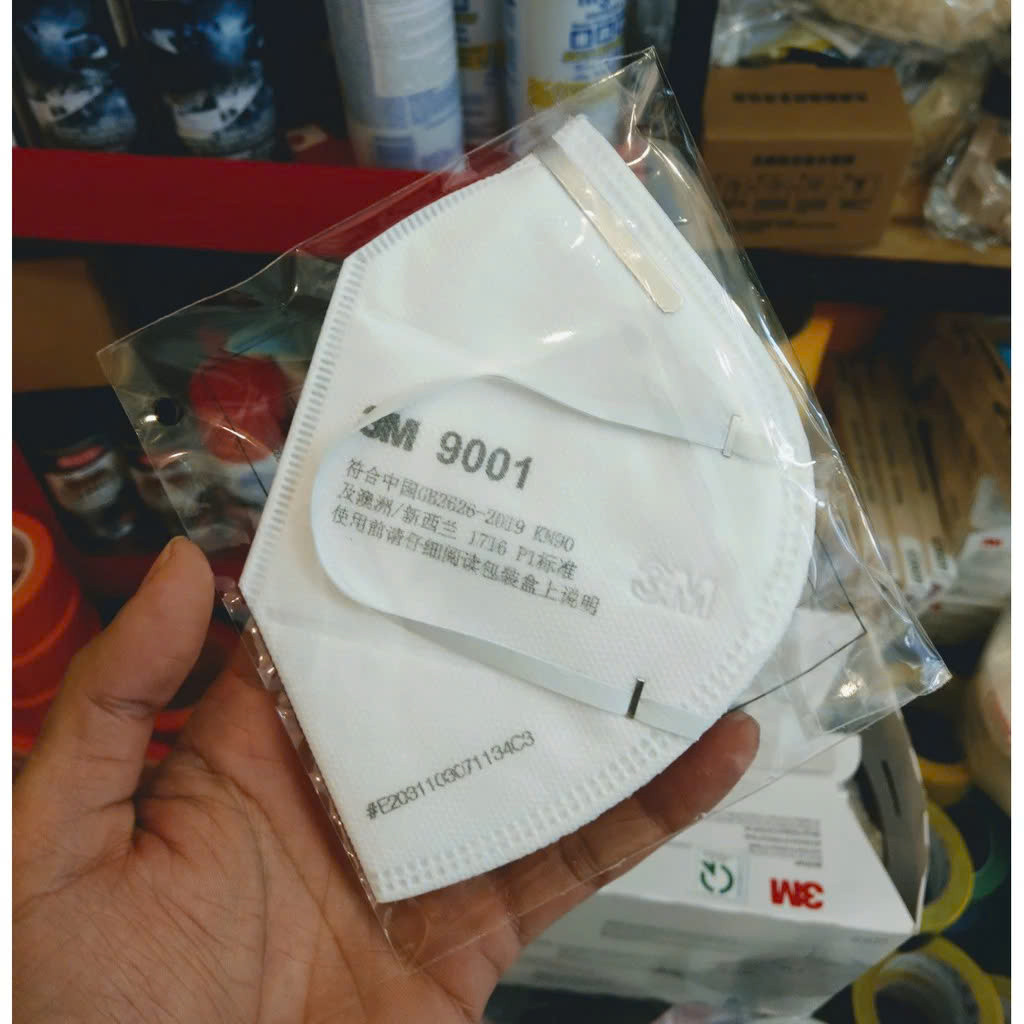 3M 9001
符合中国GB2626-2019 KN90
及澳洲/新西兰 1716 P1标准
使用前请仔细阅读包装盒上说明
3M
#E2031103071134C3
3M